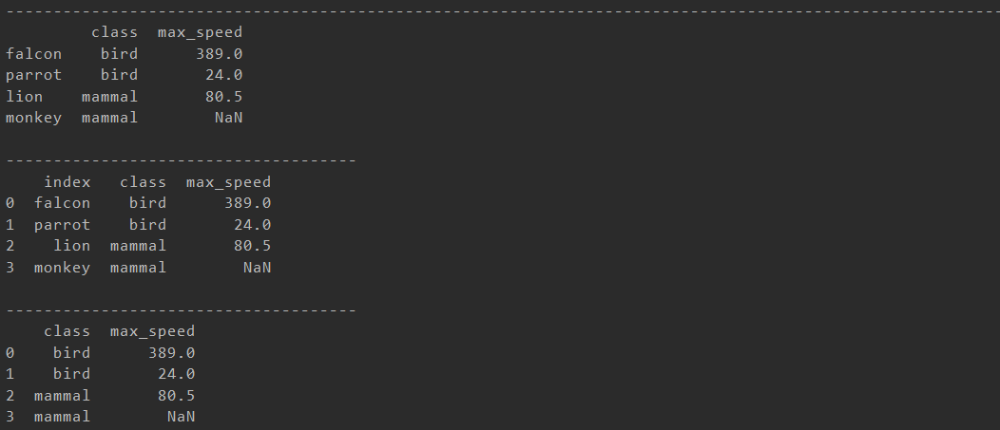 ---------------------------------------------------------------------------------------------------------
         class  max_speed
falcon    bird      389.0
parrot    bird       24.0
lion    mammal       80.5
monkey  mammal        NaN
-------------------------------------
    index   class  max_speed
0  falcon    bird      389.0
1  parrot    bird       24.0
2    lion  mammal       80.5
3  monkey  mammal        NaN
-------------------------------------
    class  max_speed
0    bird      389.0
1    bird       24.0
2  mammal       80.5
3  mammal        NaN